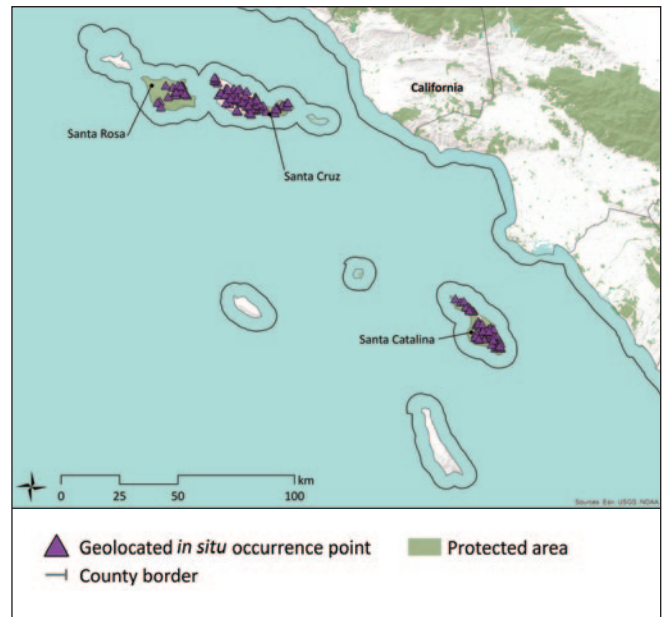 California
Santa Rosa
Santa Cruz
Santa Catalina
km
0 25 50 100
Sources: Esri, USGS, NOAA
Geolocated in situ occurrence point
Protected area
County border